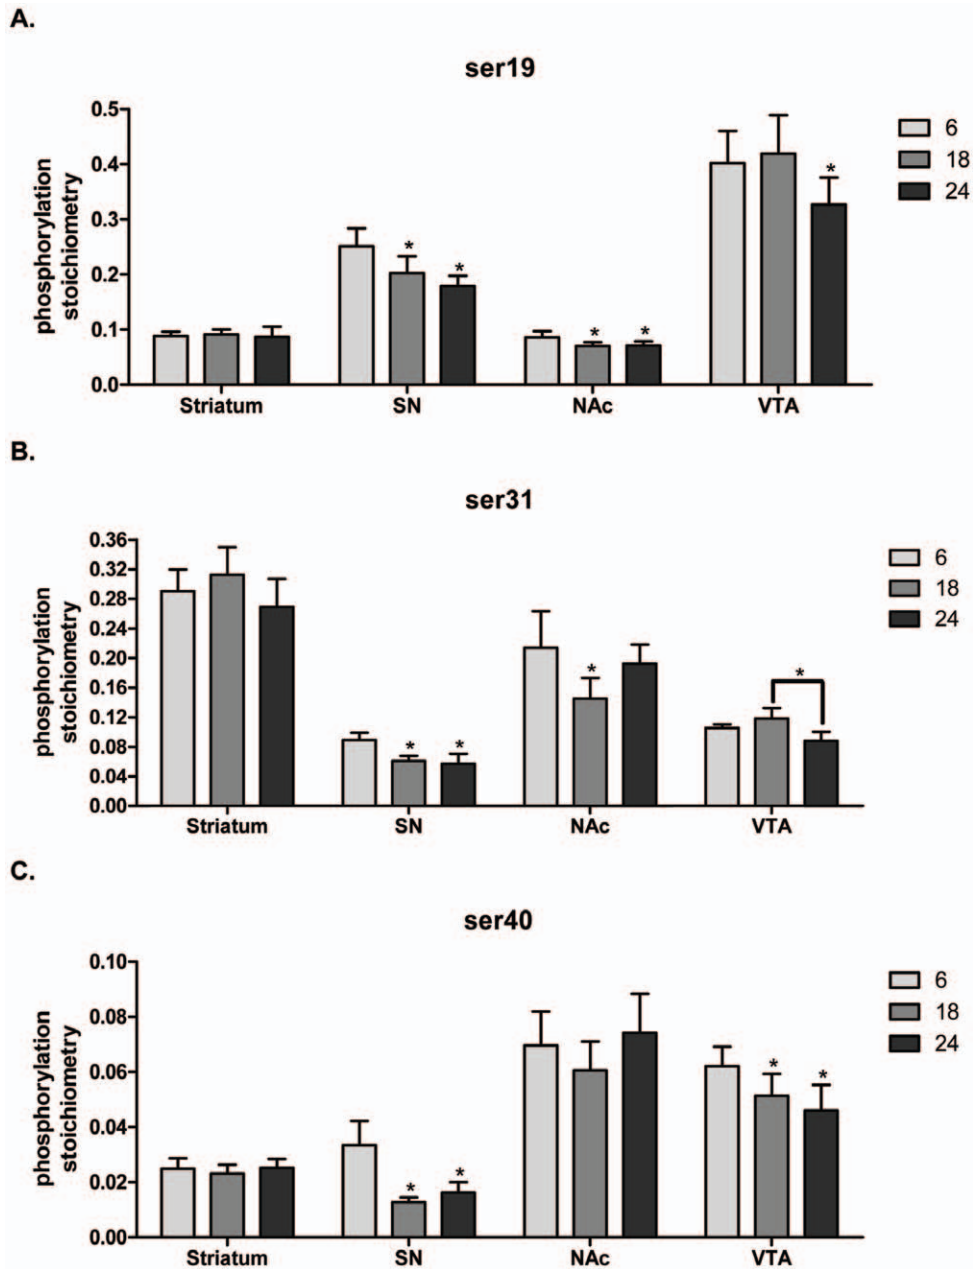 A.
ser19
phosphorylation
stoichiometry
0.5
0.4
0.3
0.2
0.1
0.0
* * * * *
Striatum SN NAc VTA
6
18
24
B.
ser31
phosphorylation
stoichiometry
0.36
0.32
0.28
0.24
0.20
0.16
0.12
0.08
0.04
0.00
* * * *
Striatum SN NAc VTA
6
18
24
C.
ser40
phosphorylation
stoichiometry
0.10
0.08
0.06
0.04
0.02
0.00
* * * *
Striatum SN NAc VTA
6
18
24